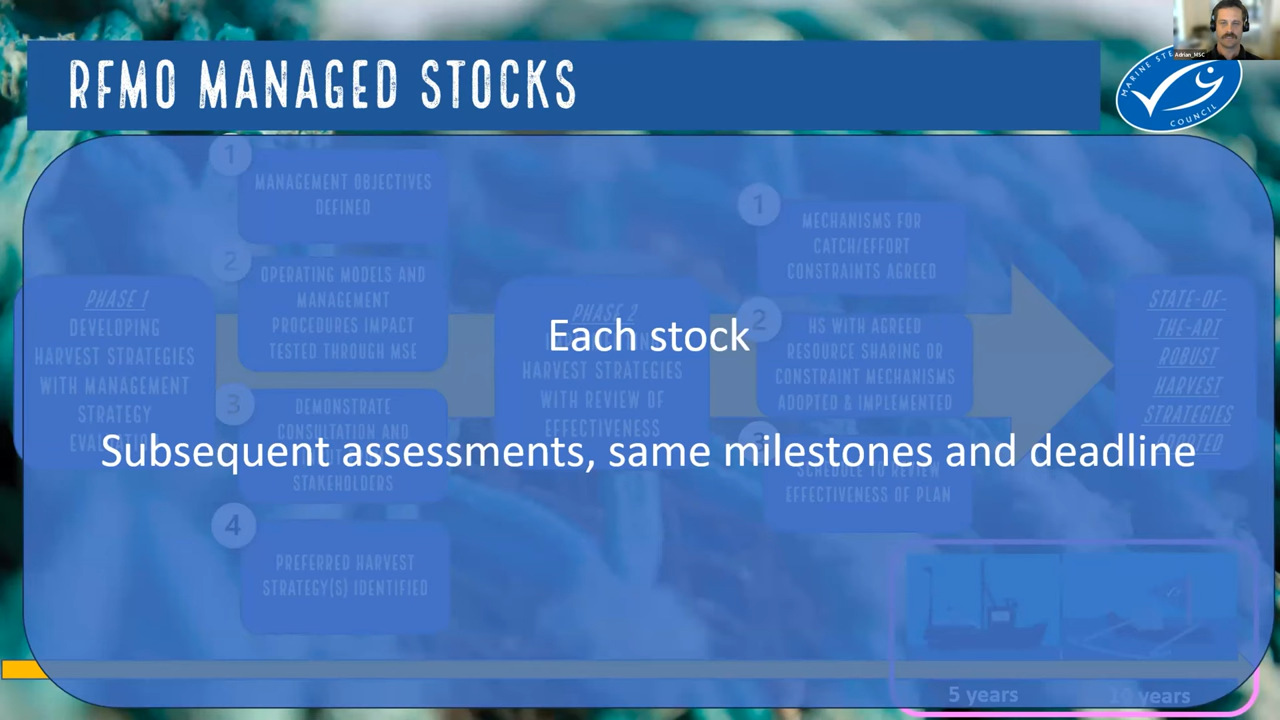 Adrian_MSC
RFMO MANAGED STOCKS
MARINE STE
COUNCIL
1
MANAGEMENT OBJECTIVES
DEFINED
2
OPERATING MODELS AND
MANAGEMENT
PROCEDURES IMPACT
TESTED THROUGH MSE
3
DEMONSTRATE
CONSULTATION AND
STAKEHOLDERS
4
PREFERRED HARVEST
STRATEGY(S) IDENTIFIED
PHASE 1
DEVELOPING
HARVEST STRATEGIES
WITH MANAGEMENT
STRATEGY
PHASE 2
HARVEST STRATEGIES
WITH REVIEW OF
EFFECTIVENESS
1
MECHANISMS FOR
CATCH/EFFORT
CONSTRAINTS AGREED
2
HS WITH AGREED
RESOURCE SHARING OR
CONSTRAINT MECHANISMS
ADOPTED & IMPLEMENTED
SCHEDULE TO REVIEW
EFFECTIVENESS OF PLAN
STATE-OF-
THE-ART
ROBUST
HARVEST
STRATEGIES
Each stock
Subsequent assessments, same milestones and deadline
5 years
years